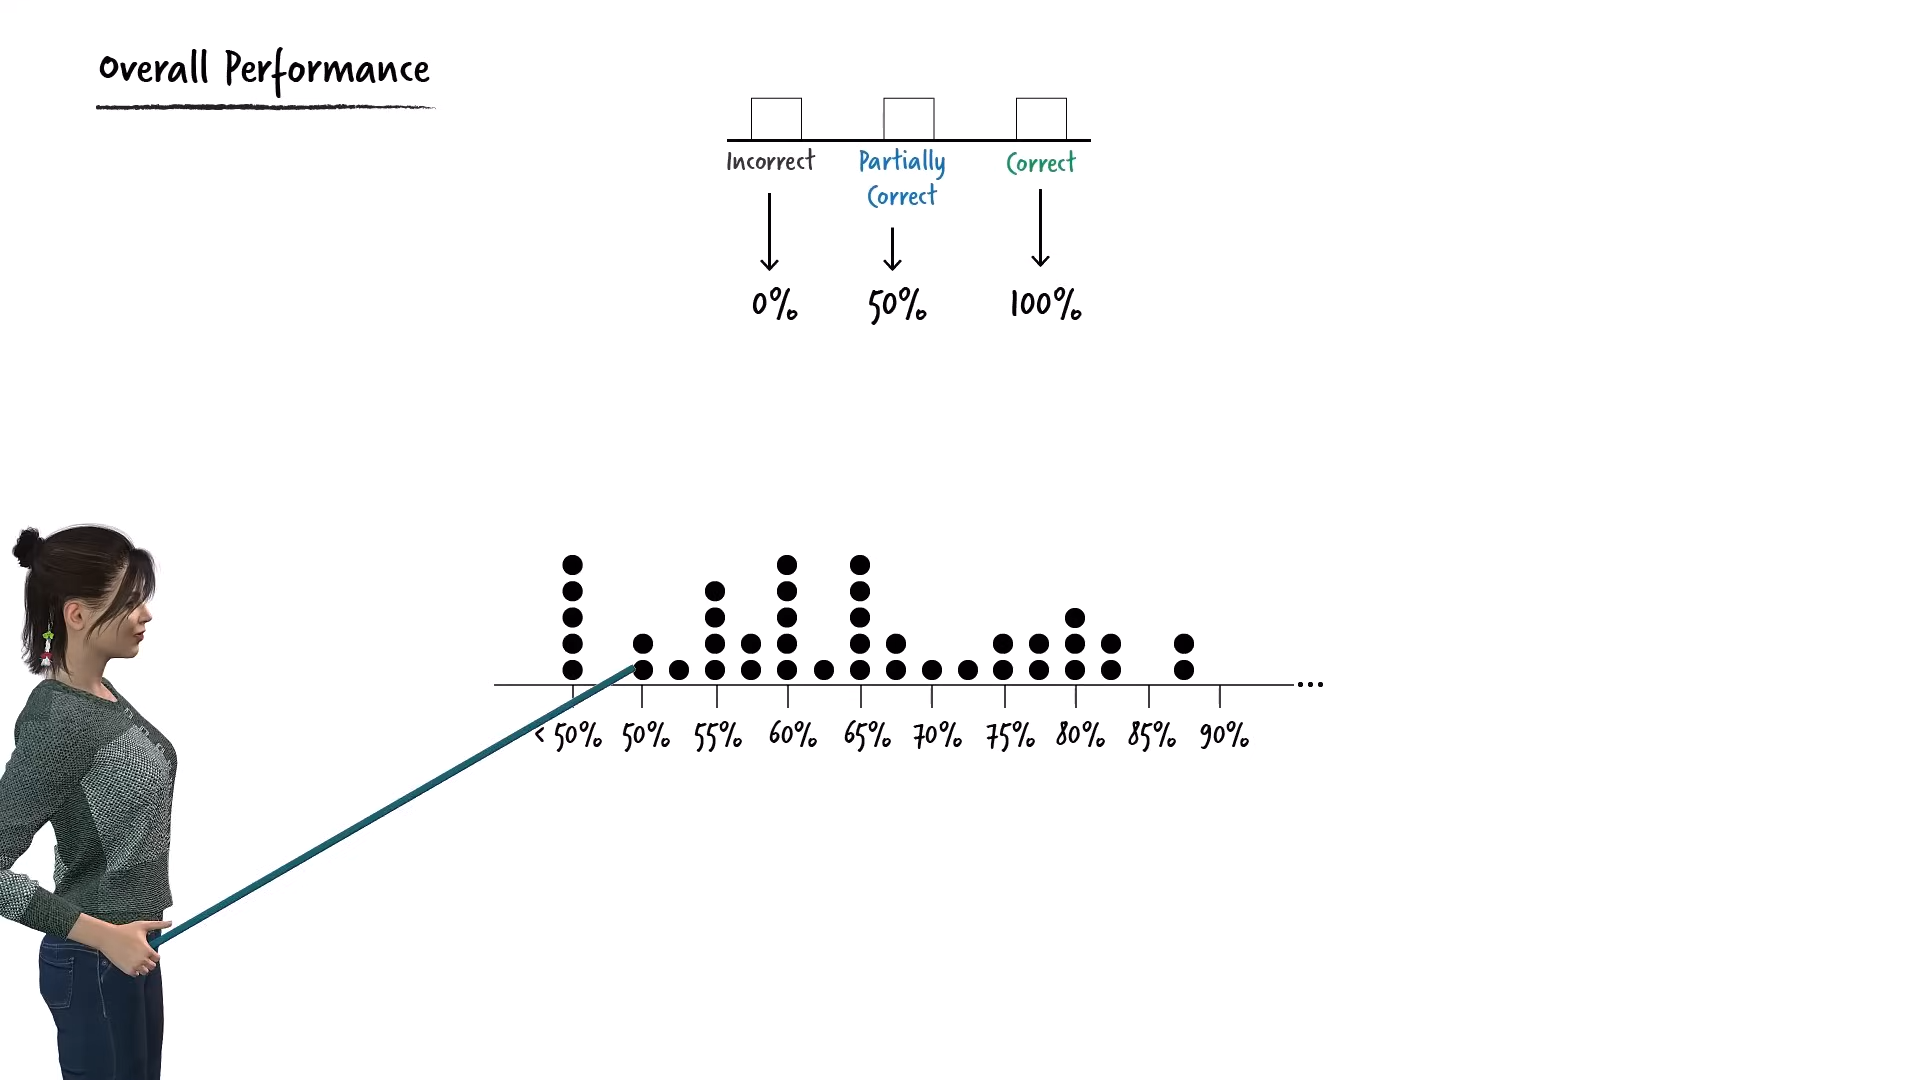 Overall Performance
Incorrect Partially Correct Correct
0% 50% 100%
< 50% 50% 55% 60% 65% 70% 75% 80% 85% 90%
...